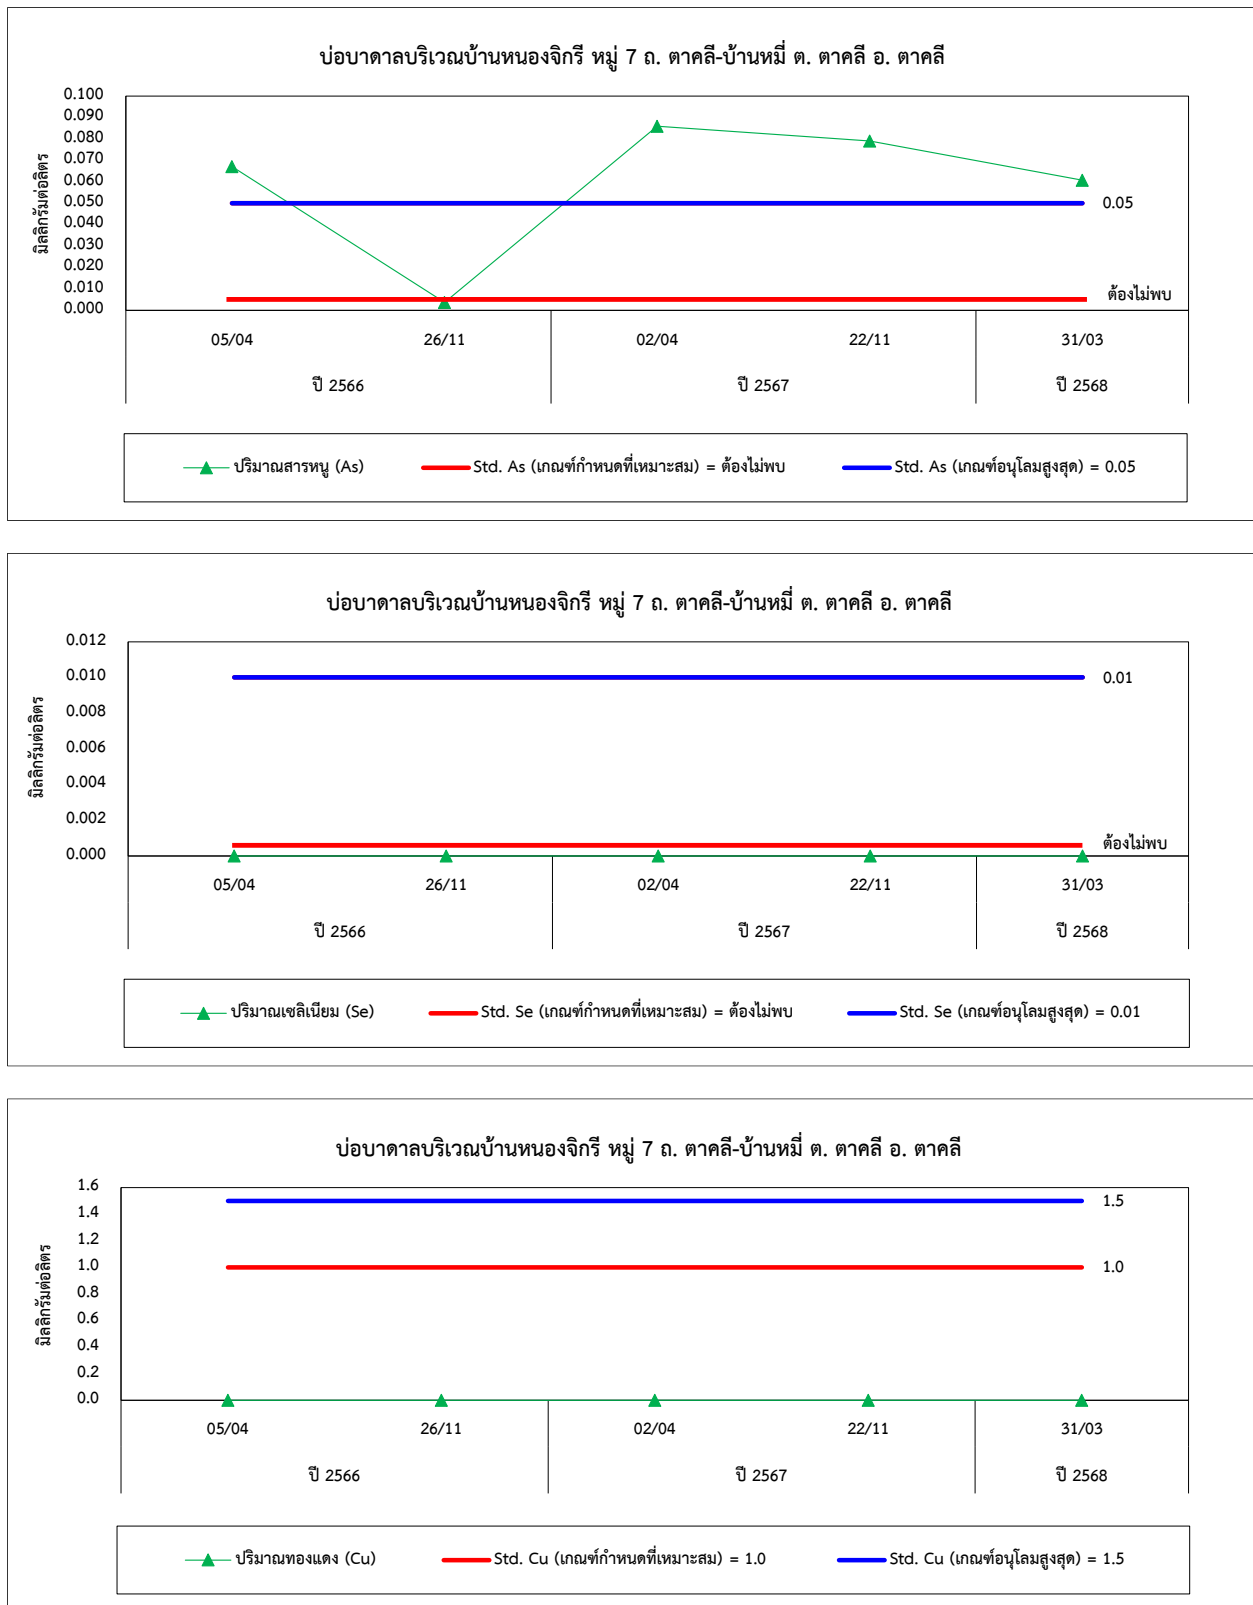 บ่อบาดาลบริเวณบ้านหนองจิกรี หมู่ 7 ถ. ตาคลี-บ้านหมี่ ต. ตาคลี อ. ตาคลี
มิลลิกรัมต่อลิตร
0.100
0.090
0.080
0.070
0.060
0.050
0.040
0.030
0.020
0.010
0.000
0.05
ต้องไม่พบ
05/04 26/11 02/04 22/11 31/03
ปี 2566 ปี 2567 ปี 2568
ปริมาณสารหนู (As) Std. As (เกณฑ์กำหนดที่เหมาะสม) = ต้องไม่พบ Std. As (เกณฑ์อนุโลมสูงสุด) = 0.05
บ่อบาดาลบริเวณบ้านหนองจิกรี หมู่ 7 ถ. ตาคลี-บ้านหมี่ ต. ตาคลี อ. ตาคลี
มิลลิกรัมต่อลิตร
0.012
0.010
0.008
0.006
0.004
0.002
0.000
0.01
ต้องไม่พบ
05/04 26/11 02/04 22/11 31/03
ปี 2566 ปี 2567 ปี 2568
ปริมาณเซลิเนียม (Se) Std. Se (เกณฑ์กำหนดที่เหมาะสม) = ต้องไม่พบ Std. Se (เกณฑ์อนุโลมสูงสุด) = 0.01
บ่อบาดาลบริเวณบ้านหนองจิกรี หมู่ 7 ถ. ตาคลี-บ้านหมี่ ต. ตาคลี อ. ตาคลี
มิลลิกรัมต่อลิตร
1.6
1.4
1.2
1.0
0.8
0.6
0.4
0.2
0.0
1.5
1.0
05/04 26/11 02/04 22/11 31/03
ปี 2566 ปี 2567 ปี 2568
ปริมาณทองแดง (Cu) Std. Cu (เกณฑ์กำหนดที่เหมาะสม) = 1.0 Std. Cu (เกณฑ์อนุโลมสูงสุด) = 1.5